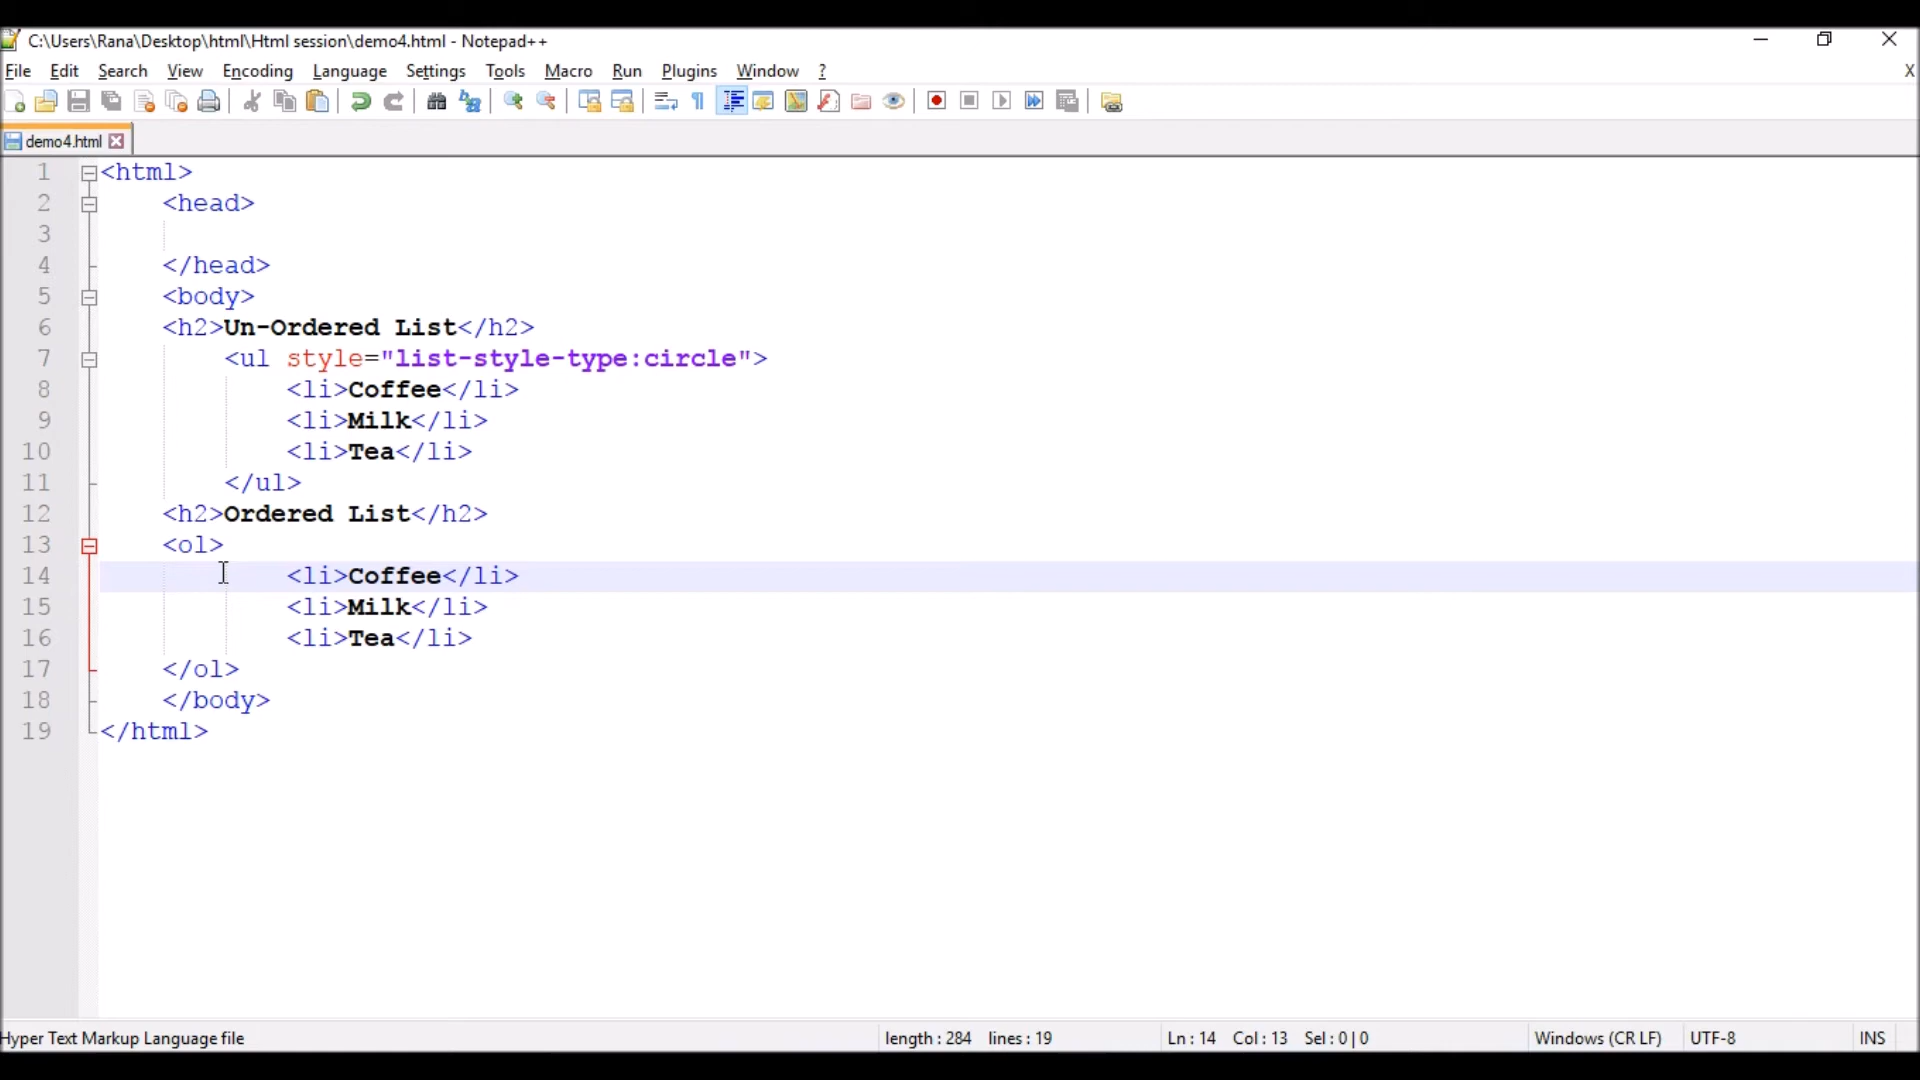 C:\Users\Rana\Desktop\html\Html session\demo4.html - Notepad++
File Edit Search View Encoding Language Settings Tools Macro Run Plugins Window ? X
demo4.html
1 <html>
2 <head>
3
4 </head>
5 <body>
6 <h2>Un-Ordered List</h2>
7 <ul style="list-style-type:circle">
8 <li>Coffee</li>
9 <li>Milk</li>
10 <li>Tea</li>
11 </ul>
12 <h2>Ordered List</h2>
13 <ol>
14 <li>Coffee</li>
15 <li>Milk</li>
16 <li>Tea</li>
17 </ol>
18 </body>
19 </html>
Hyper Text Markup Language file length : 284 lines : 19 Ln : 14 Col : 13 Sel : 0 | 0 Windows (CR LF) UTF-8 INS